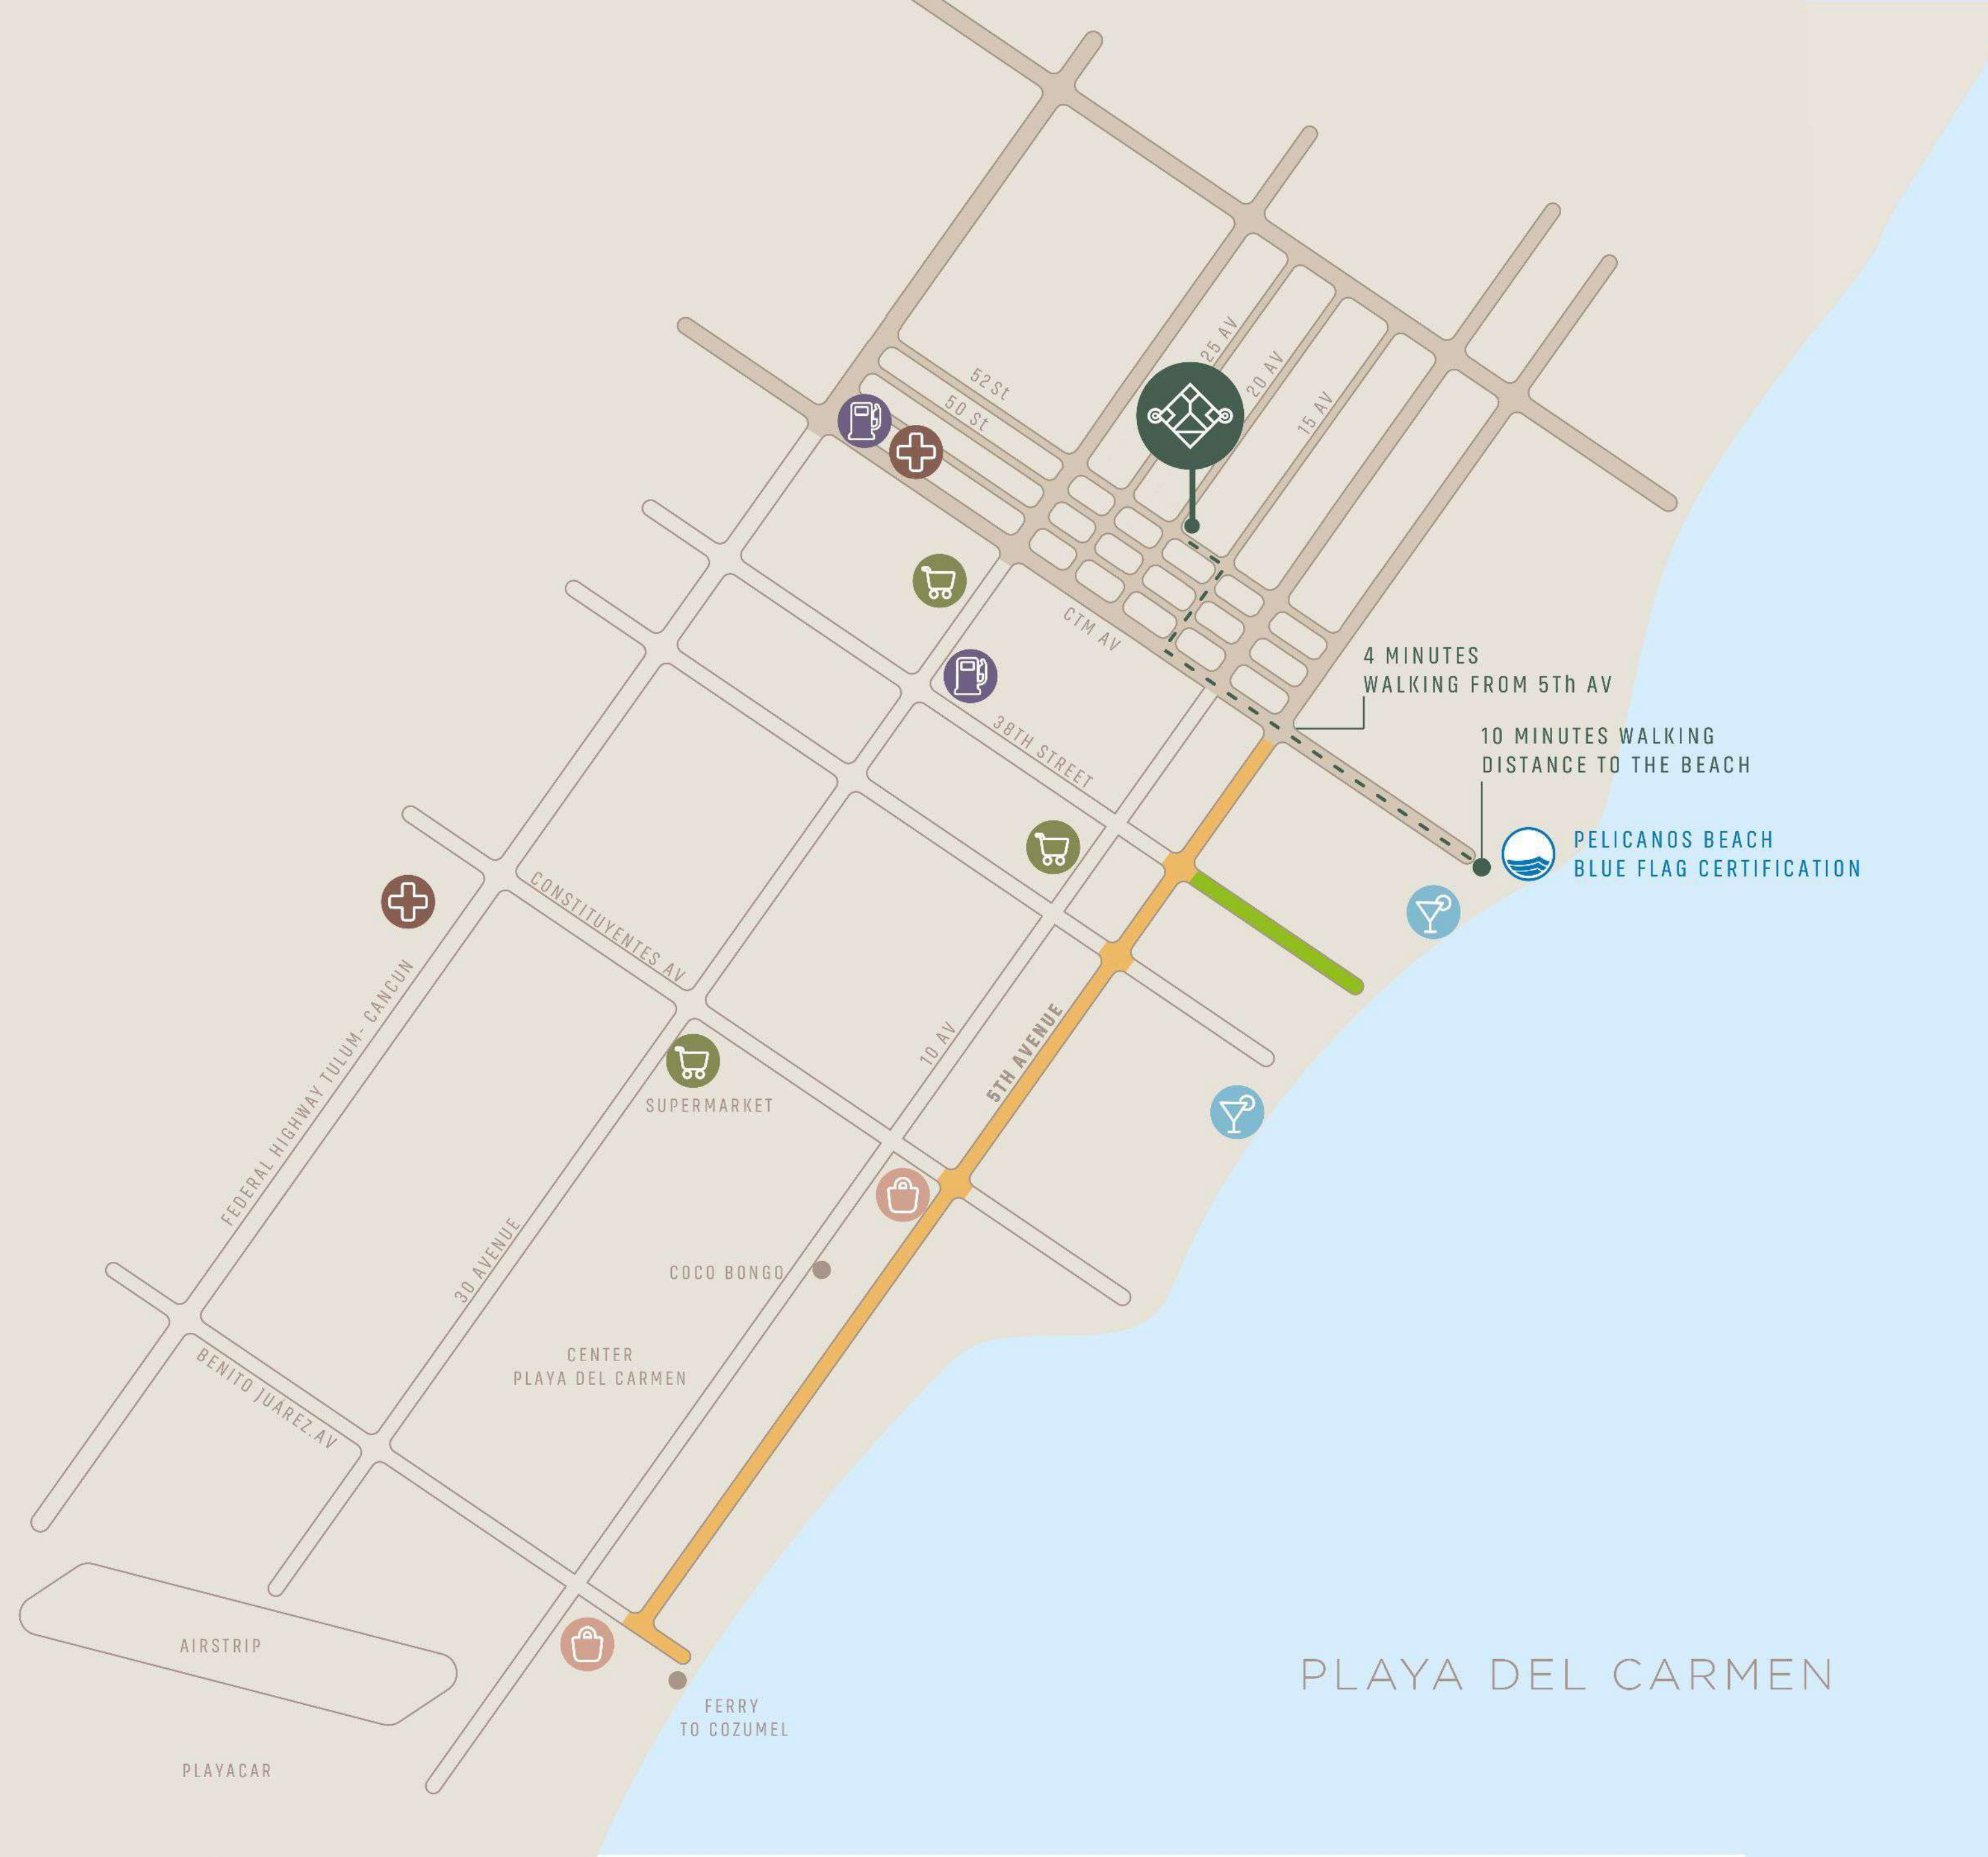 52 St
50 St
25 AV
20 AV
15 AV
CTM AV
4 MINUTES
WALKING FROM 5Th AV
10 MINUTES WALKING
DISTANCE TO THE BEACH
38TH STREET
PELICANOS BEACH
BLUE FLAG CERTIFICATION
CONSTITUYENTES AV
FEDERAL HIGHWAY TULUM- CANCUN
10 AV
5TH AVENUE
SUPERMARKET
30 AVENUE
COCO BONGO
CENTER
PLAYA DEL CARMEN
BENITO JUAREZ.AV
AIRSTRIP
PLAYA DEL CARMEN
FERRY
TO COZUMEL
PLAYACAR